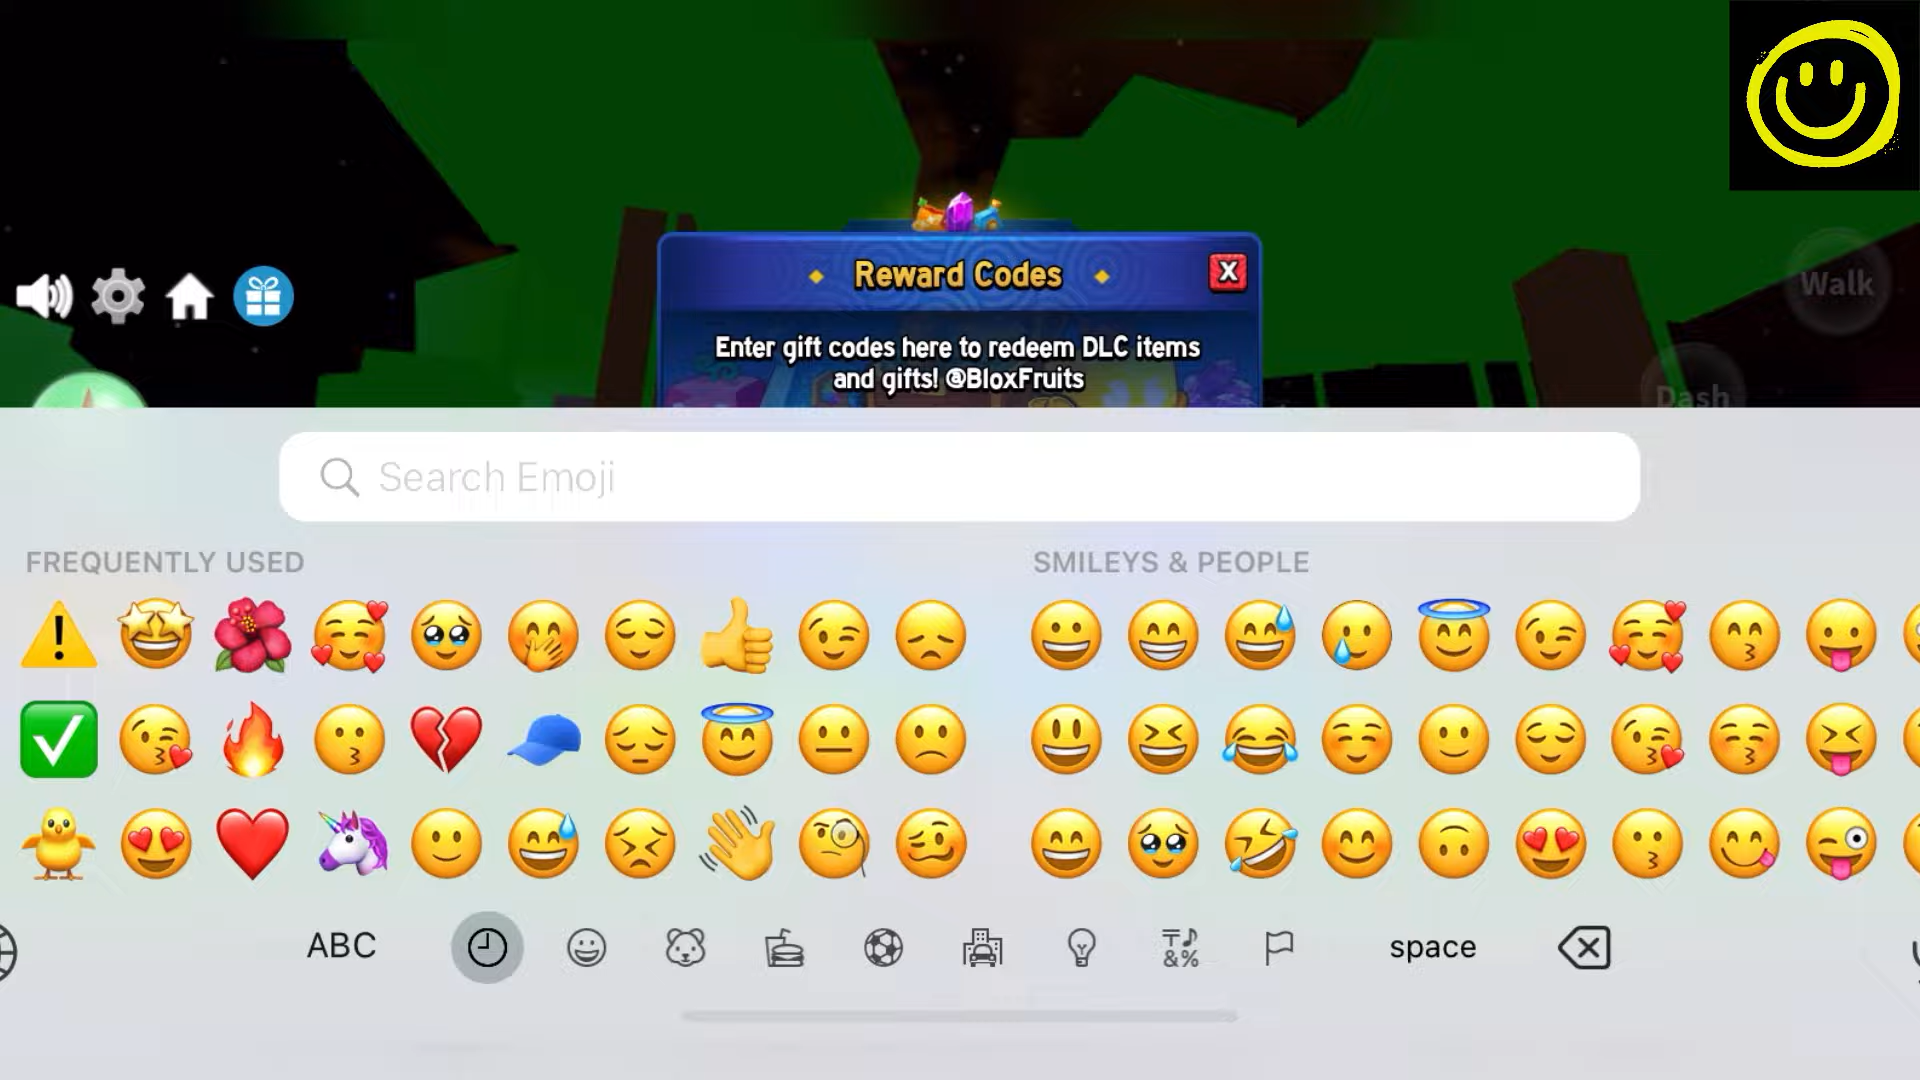 Reward Codes
X
Enter gift codes here to redeem DLC items
and gifts! @BloxFruits
Walk
Dash
Search Emoji
FREQUENTLY USED
SMILEYS & PEOPLE
ABC
space